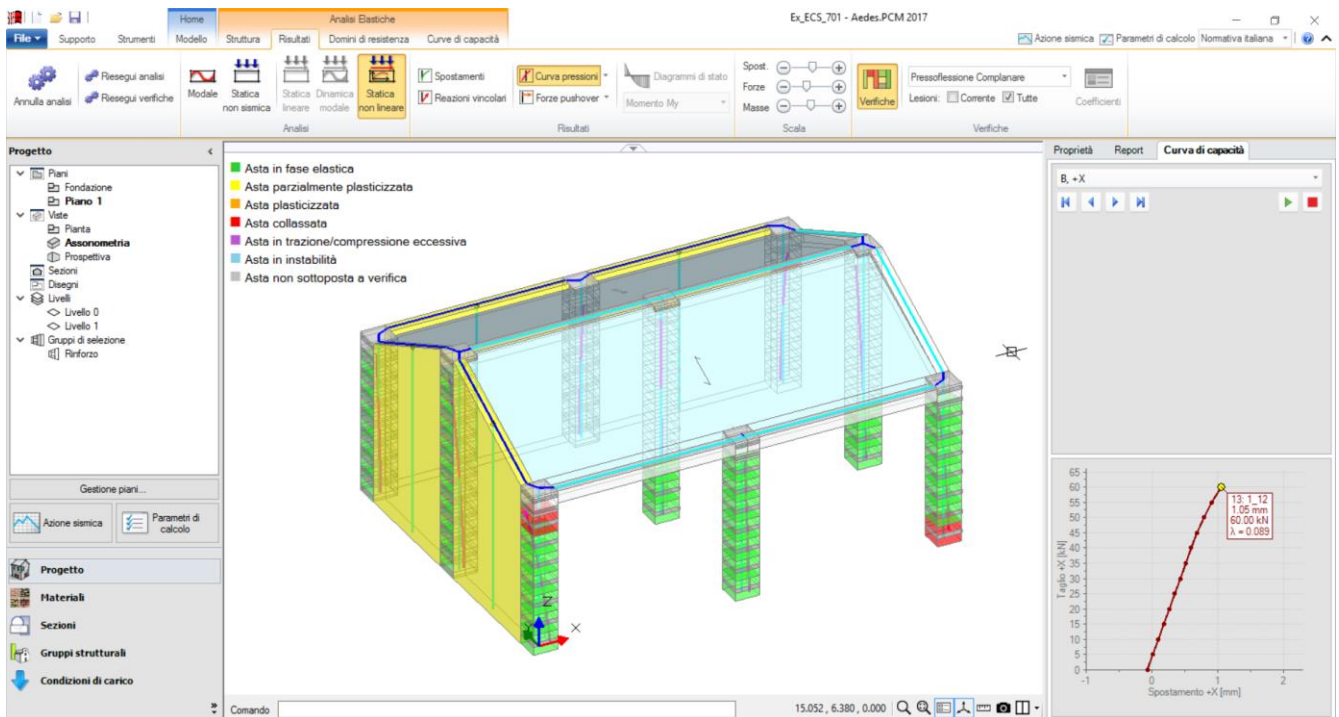 Home
Analisi Elastiche
Ex_ECS_701 - Aedes.PCM 2017
File
Supporto
Strumenti
Modello
Struttura
Risultati
Domini di resistenza
Curve di capacità
Azione sismica
Parametri di calcolo
Normativa italiana
Annulla analisi
Riesegui analisi
Riesegui verifiche
Modale
Statica
non sismica
Statica
lineare
Dinamica
modale
Statica
non lineare
Analisi
Spostamenti
Reazioni vincolari
Curva pressioni
Forze pushover
Diagrammi di stato
Momento My
Risultati
Spost.
Forze
Masse
Scala
Verifiche
Pressoflessione Complanare
Lesioni:
Corrente
Tutte
Coefficienti
Verifiche
Progetto
Piani
Fondazione
Piano 1
Viste
Pianta
Assonometria
Prospettiva
Sezioni
Disegni
Livelli
Livello 0
Livello 1
Gruppi di selezione
Rinforzo
Gestione piani...
Azione sismica
Parametri di
calcolo
Progetto
Materiali
Sezioni
Gruppi strutturali
Condizioni di carico
Asta in fase elastica
Asta parzialmente plasticizzata
Asta plasticizzata
Asta collassata
Asta in trazione/compressione eccessiva
Asta in instabilità
Asta non sottoposta a verifica
Z
Y
X
Comando
15.052 , 6.380 , 0.000
Proprietà
Report
Curva di capacità
B, +X
65
60
55
50
45
40
35
30
25
20
15
10
5
0
Taglio +X [kN]
13: 1_12
1.05 mm
60.00 kN
λ = 0.089
-1
0
1
2
Spostamento +X [mm]